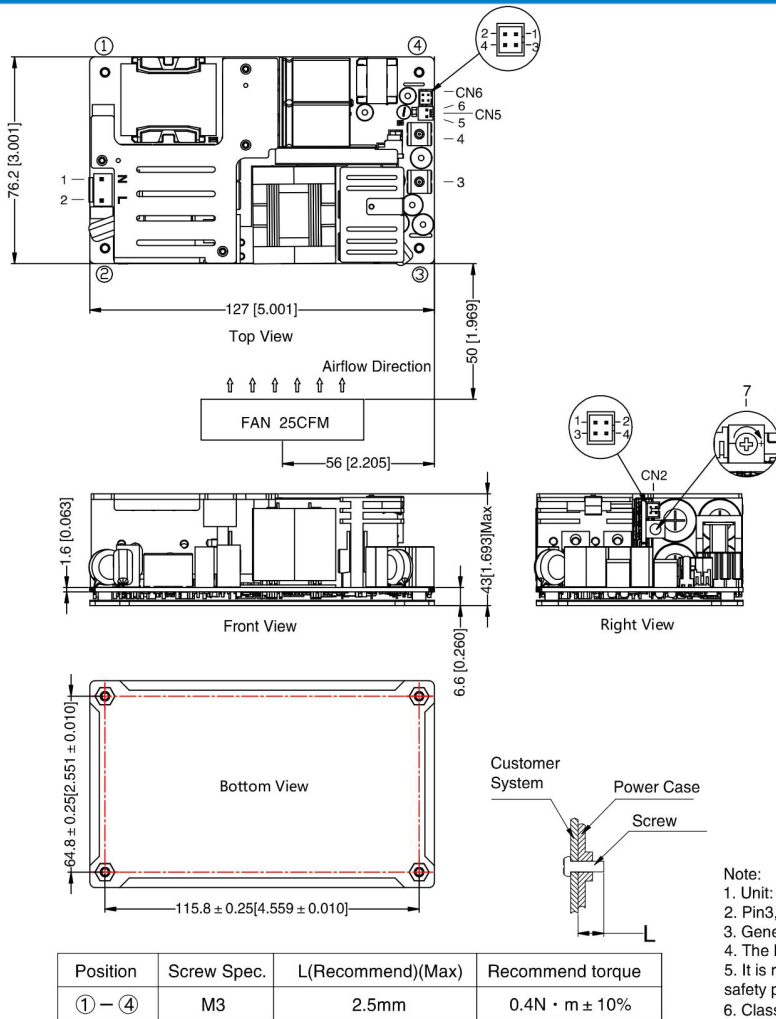 ① ④
2 1
4 3
CN6
6
CN5
5
4
3
76.2 [3.001]
1 N
2 L
② ③
127 [5.001]
Top View
50 [1.969]
Airflow Direction
FAN 25CFM
56 [2.205]
7
1 2
3 4
CN2
1.6 [0.063]
43[1.693]Max
Front View
6.6 [0.260]
Right View
64.8 ± 0.25[2.551 ± 0.010]
Bottom View
115.8 ± 0.25[4.559 ± 0.010]
Customer
System
Power Case
Screw
L
Note:
1. Unit:
2. Pin3,
3. Gene
4. The
5. It is
safety
6. Class
Position Screw Spec. L(Recommend)(Max) Recommend torque
①－④ M3 2.5mm 0.4N · m ± 10%